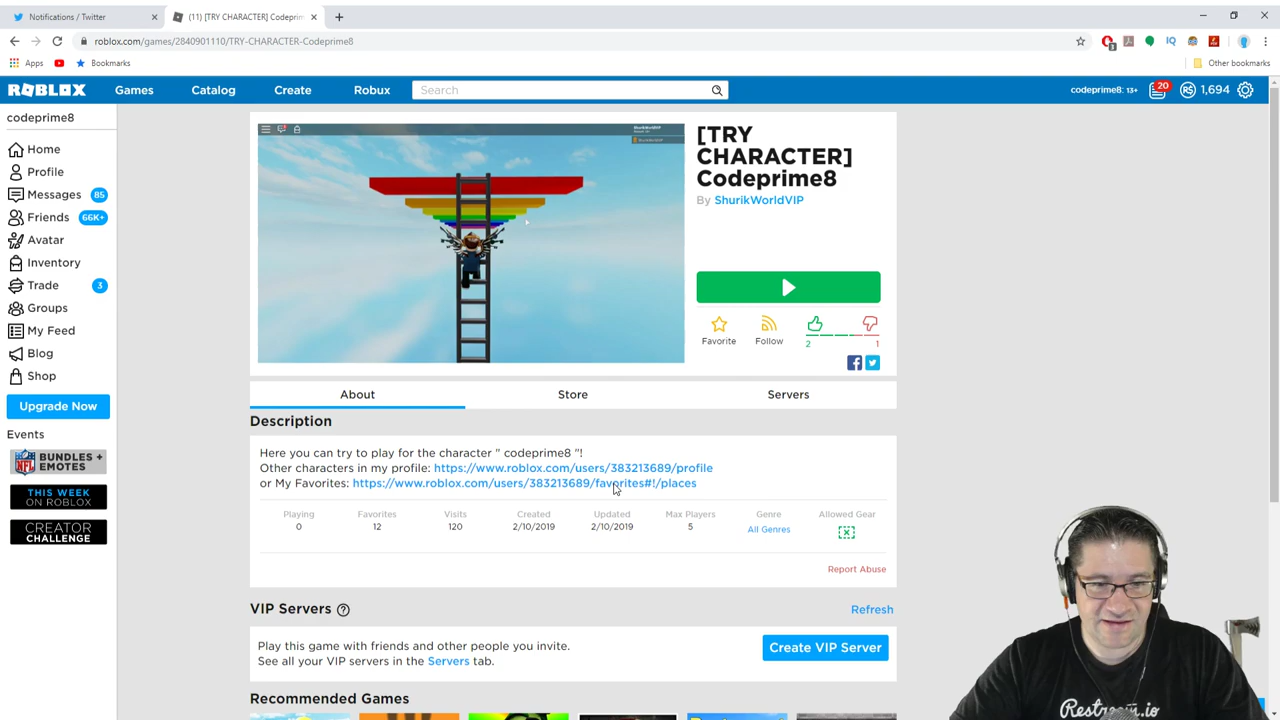 Notifications / Twitter
(11) [TRY CHARACTER] Codeprim
roblox.com/games/2840901110/TRY-CHARACTER-Codeprime8
Apps
Bookmarks
Other bookmarks
ROBLOX
Games
Catalog
Create
Robux
Search
codeprime8: 13+
20
1,694
codeprime8
Home
Profile
Messages 85
Friends 66K+
Avatar
Inventory
Trade 3
Groups
My Feed
Blog
Shop
Upgrade Now
Events
NFL BUNDLES + EMOTES
THIS WEEK ON ROBLOX
CREATOR CHALLENGE
[TRY
CHARACTER]
Codeprime8
By ShurikWorldVIP
Favorite
Follow
2
1
About
Store
Servers
Description
Here you can try to play for the character " codeprime8 "!
Other characters in my profile: https://www.roblox.com/users/383213689/profile
or My Favorites: https://www.roblox.com/users/383213689/favorites#!/places
Playing Favorites Visits Created Updated Max Players Genre Allowed Gear
0 12 120 2/10/2019 2/10/2019 5 All Genres
Report Abuse
VIP Servers
Refresh
Play this game with friends and other people you invite.
See all your VIP servers in the Servers tab.
Create VIP Server
Recommended Games
Restream.io